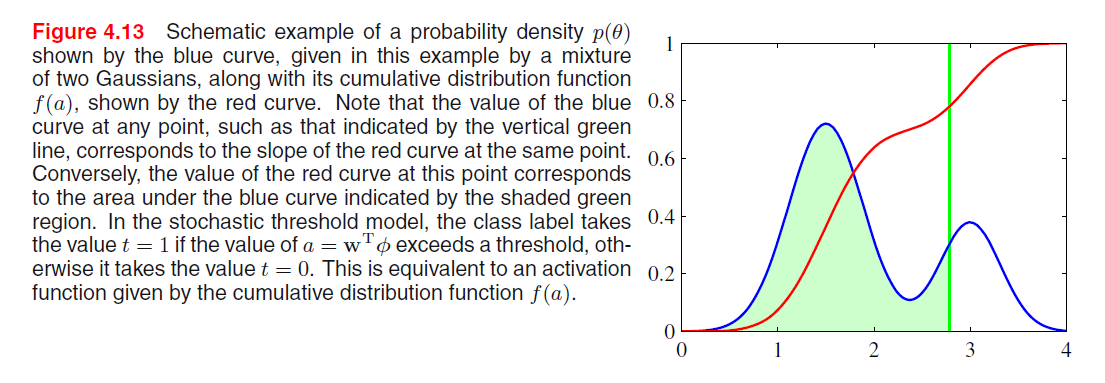 Figure 4.13 Schematic example of a probability density p(θ)
shown by the blue curve, given in this example by a mixture
of two Gaussians, along with its cumulative distribution function
f(a), shown by the red curve. Note that the value of the blue
curve at any point, such as that indicated by the vertical green
line, corresponds to the slope of the red curve at the same point.
Conversely, the value of the red curve at this point corresponds
to the area under the blue curve indicated by the shaded green
region. In the stochastic threshold model, the class label takes
the value t = 1 if the value of a = wᵀϕ exceeds a threshold, oth-
erwise it takes the value t = 0. This is equivalent to an activation
function given by the cumulative distribution function f(a).
1
0.8
0.6
0.4
0.2
0
0 1 2 3 4